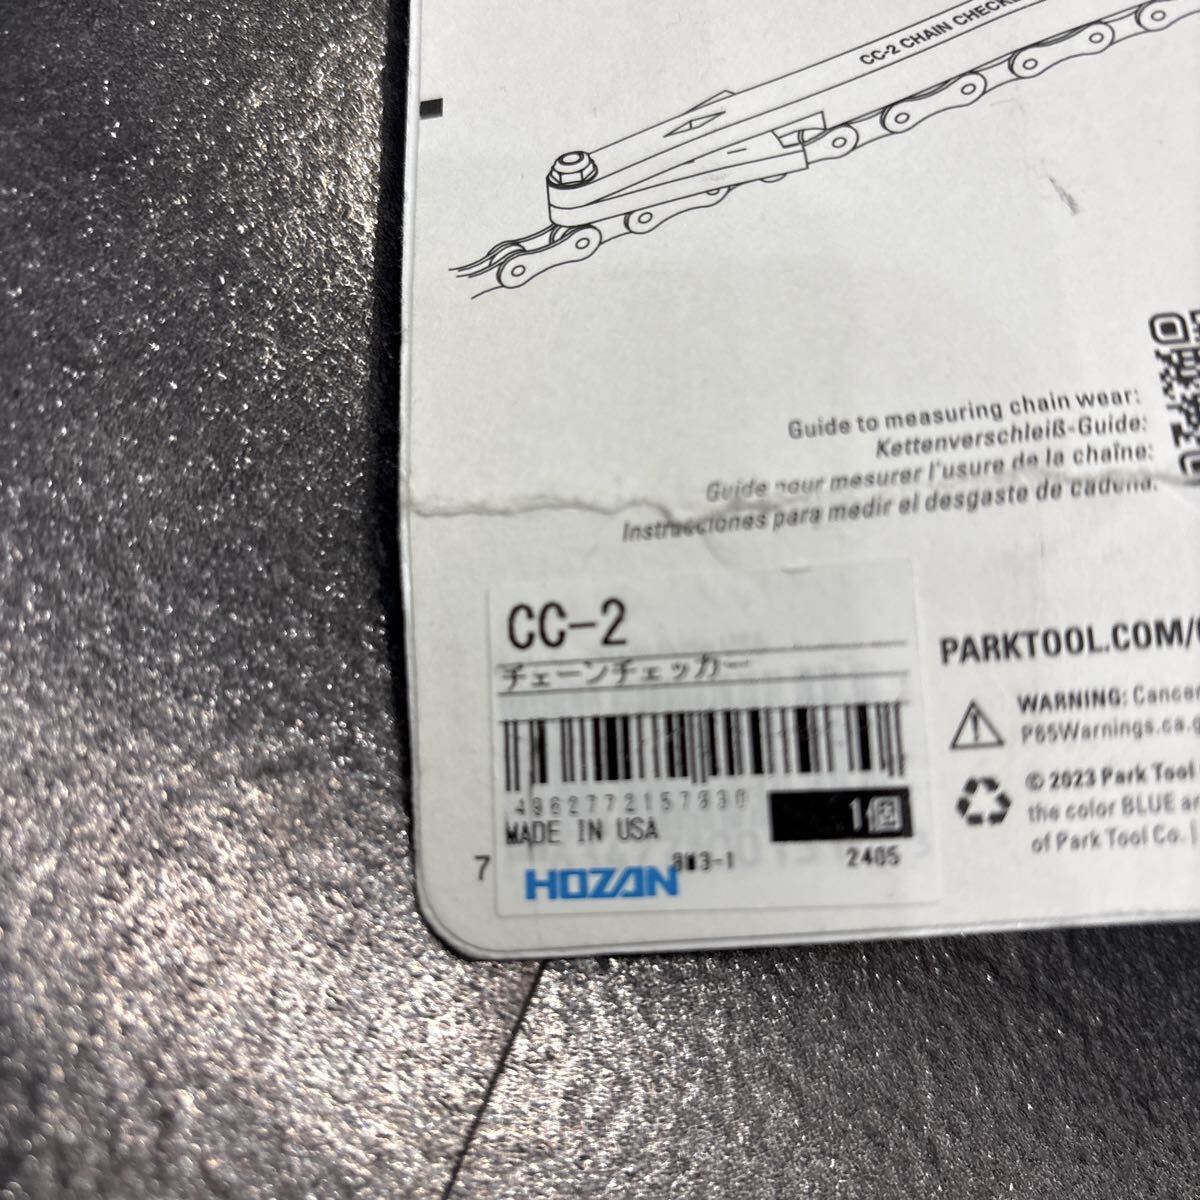 CC-2 CHAIN CHECKE
Guide to measuring chain wear:
Kettenverschleiß-Guide:
Guide pour mesurer l'usure de la chaîne:
Instrucciones para medir el desgaste de cadena:
CC-2
チェーンチェッカー
MADE IN USA
1個
8W3-1
2405
7
HOZAN
PARKTOOL.COM/
WARNING: Cancer
P65Warnings.ca.g
© 2023 Park Tool
the color BLUE a
of Park Tool Co. |